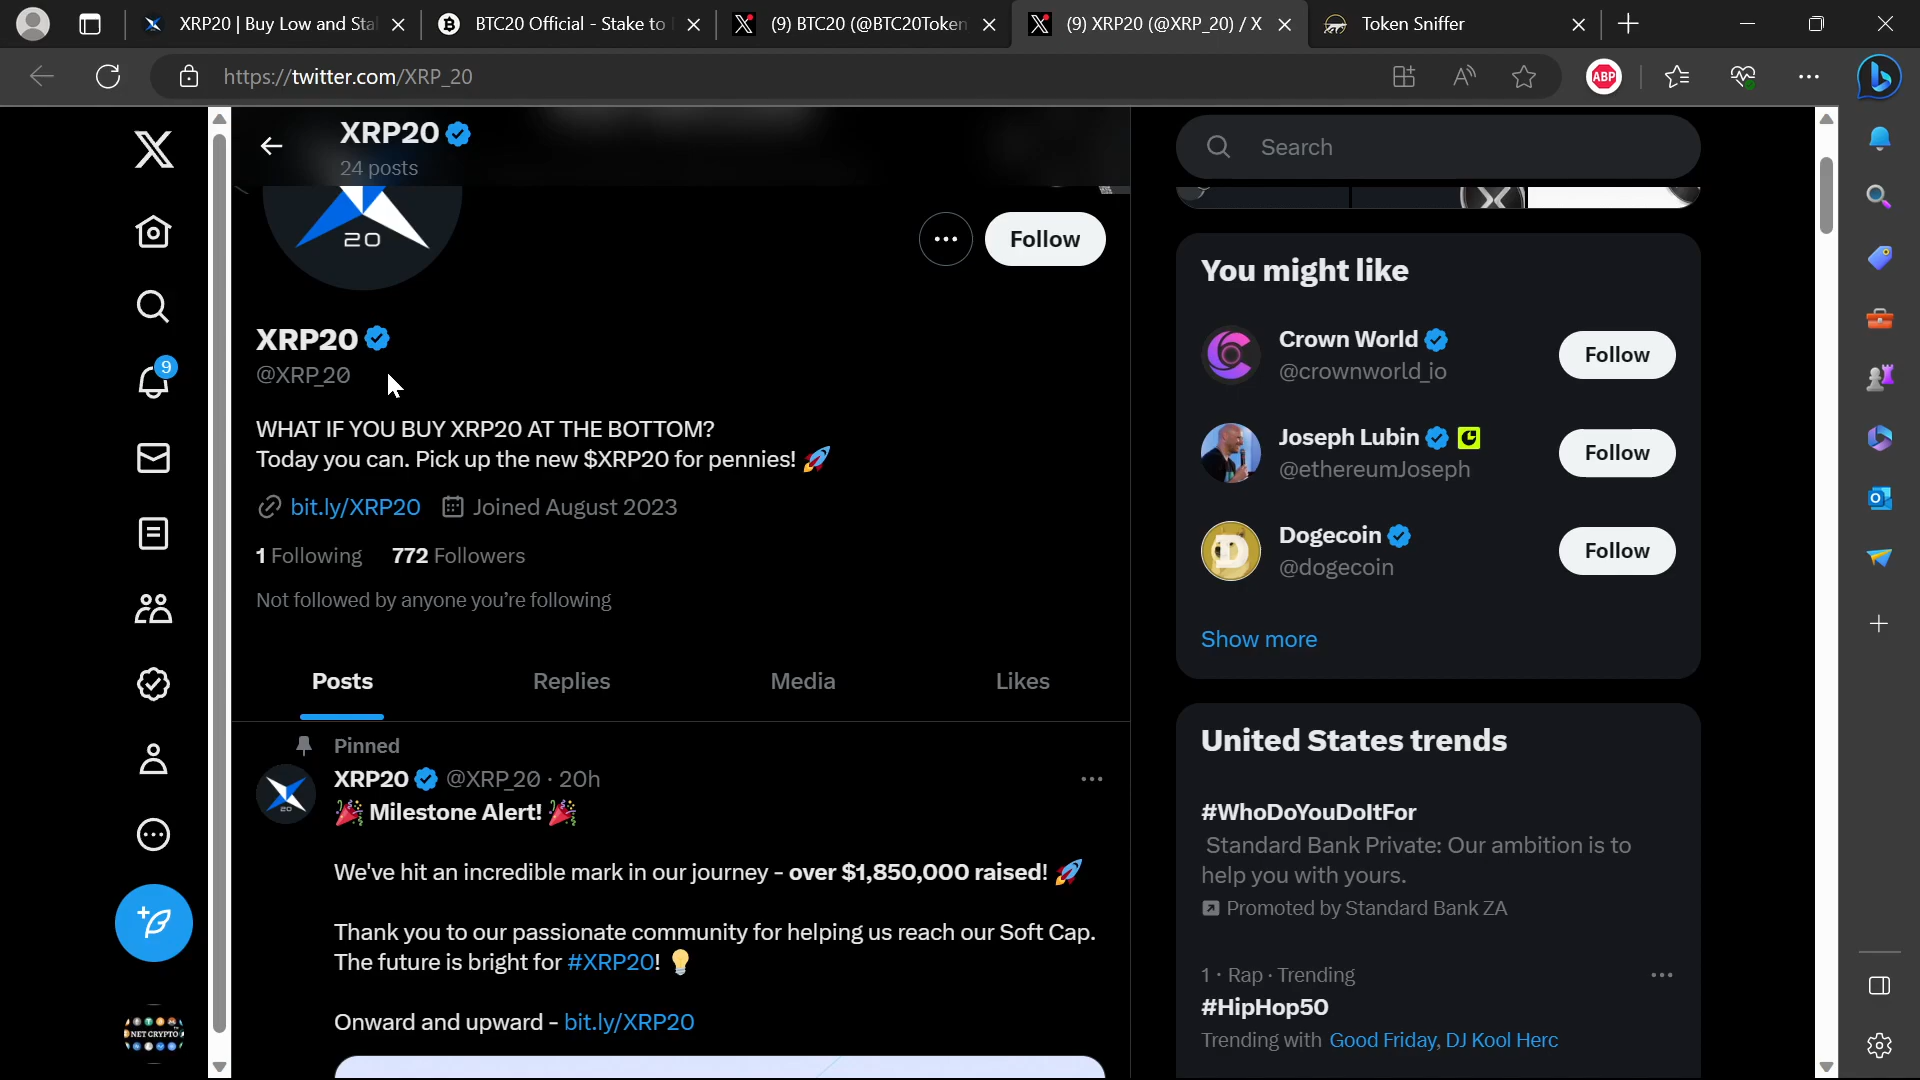 XRP20 | Buy Low and Sta
BTC20 Official - Stake to
(9) BTC20 (@BTC20Token
(9) XRP20 (@XRP_20) / X
Token Sniffer
https://twitter.com/XRP_20
ABP
XRP20
24 posts
Search
20
Follow
You might like
XRP20
@XRP_20
Crown World
@crownworld_io
Follow
9
WHAT IF YOU BUY XRP20 AT THE BOTTOM?
Today you can. Pick up the new $XRP20 for pennies! 🚀
Joseph Lubin
@ethereumJoseph
Follow
bit.ly/XRP20 Joined August 2023
1 Following 772 Followers
Dogecoin
@dogecoin
Follow
Not followed by anyone you're following
Show more
Posts Replies Media Likes
Pinned
XRP20 @XRP_20 · 20h
🎉 Milestone Alert! 🎉
We've hit an incredible mark in our journey - over $1,850,000 raised! 🚀
Thank you to our passionate community for helping us reach our Soft Cap.
The future is bright for #XRP20! 💡
Onward and upward - bit.ly/XRP20
United States trends
#WhoDoYouDoItFor
Standard Bank Private: Our ambition is to
help you with yours.
Promoted by Standard Bank ZA
1 · Rap · Trending
#HipHop50
Trending with Good Friday, DJ Kool Herc
NET CRYPTO